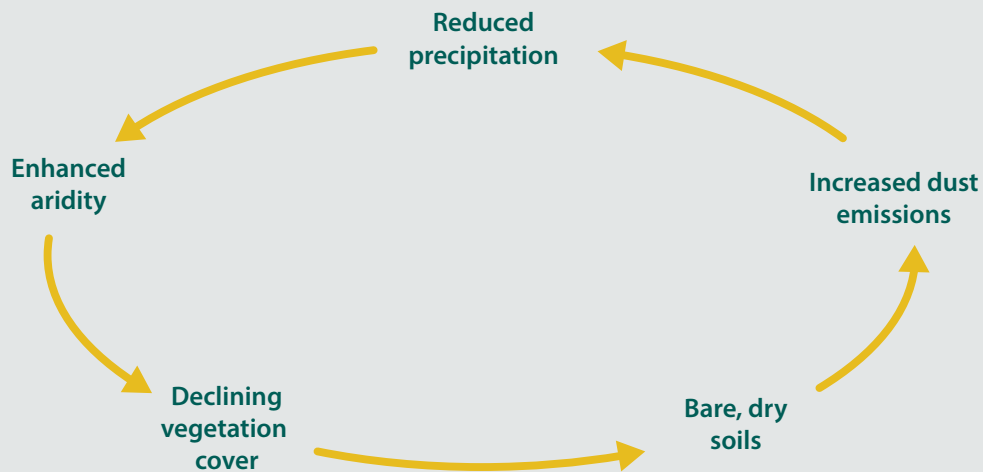 Reduced
precipitation
Enhanced
aridity
Declining
vegetation
cover
Bare, dry
soils
Increased dust
emissions